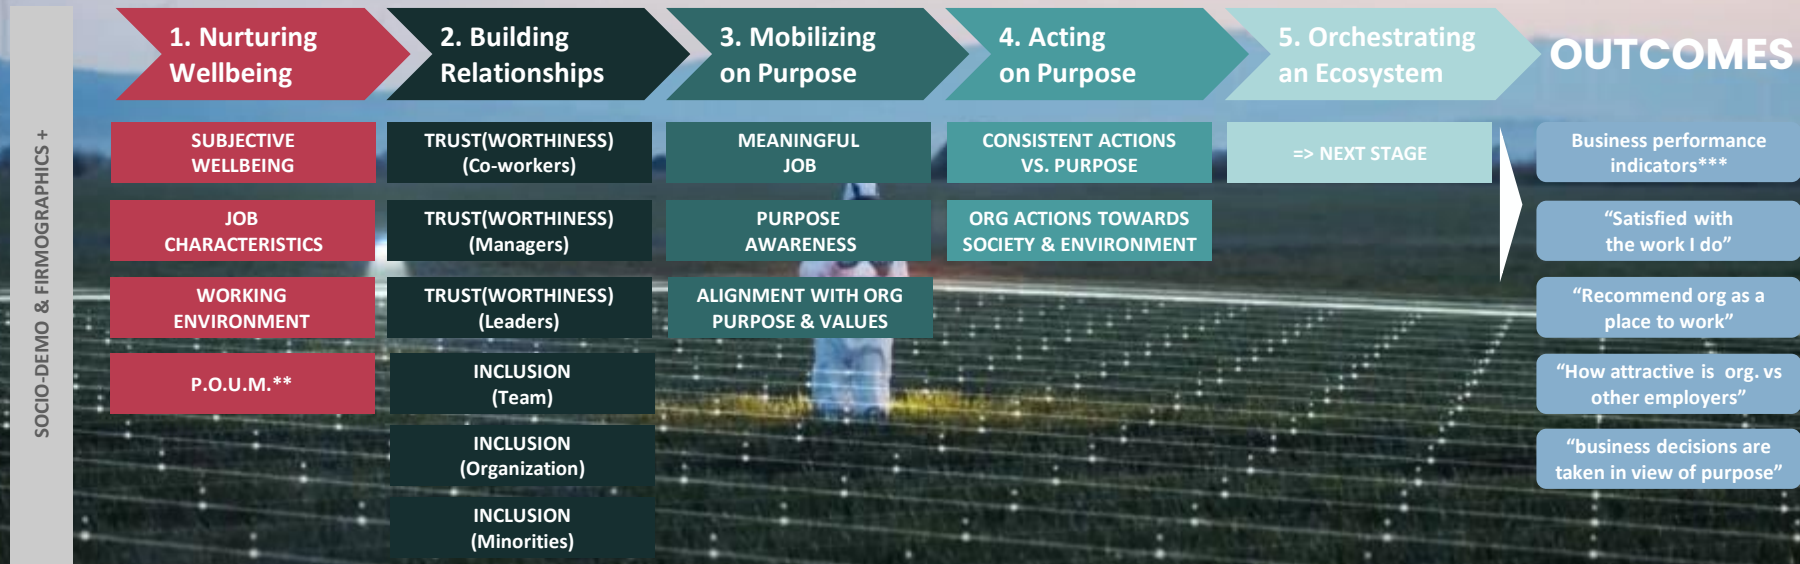 SOCIO-DEMO & FIRMOGRAPHICS +
1. Nurturing
Wellbeing
SUBJECTIVE
WELLBEING
JOB
CHARACTERISTICS
WORKING
ENVIRONMENT
P.O.U.M.**
2. Building
Relationships
TRUST(WORTHINESS)
(Co-workers)
TRUST(WORTHINESS)
(Managers)
TRUST(WORTHINESS)
(Leaders)
INCLUSION
(Team)
INCLUSION
(Organization)
INCLUSION
(Minorities)
3. Mobilizing
on Purpose
MEANINGFUL
JOB
PURPOSE
AWARENESS
ALIGNMENT WITH ORG
PURPOSE & VALUES
4. Acting
on Purpose
CONSISTENT ACTIONS
VS. PURPOSE
ORG ACTIONS TOWARDS
SOCIETY & ENVIRONMENT
5. Orchestrating
an Ecosystem
=> NEXT STAGE
OUTCOMES
Business performance
indicators***
“Satisfied with
the work I do”
“Recommend org as a
place to work”
“How attractive is org. vs
other employers”
“business decisions are
taken in view of purpose”